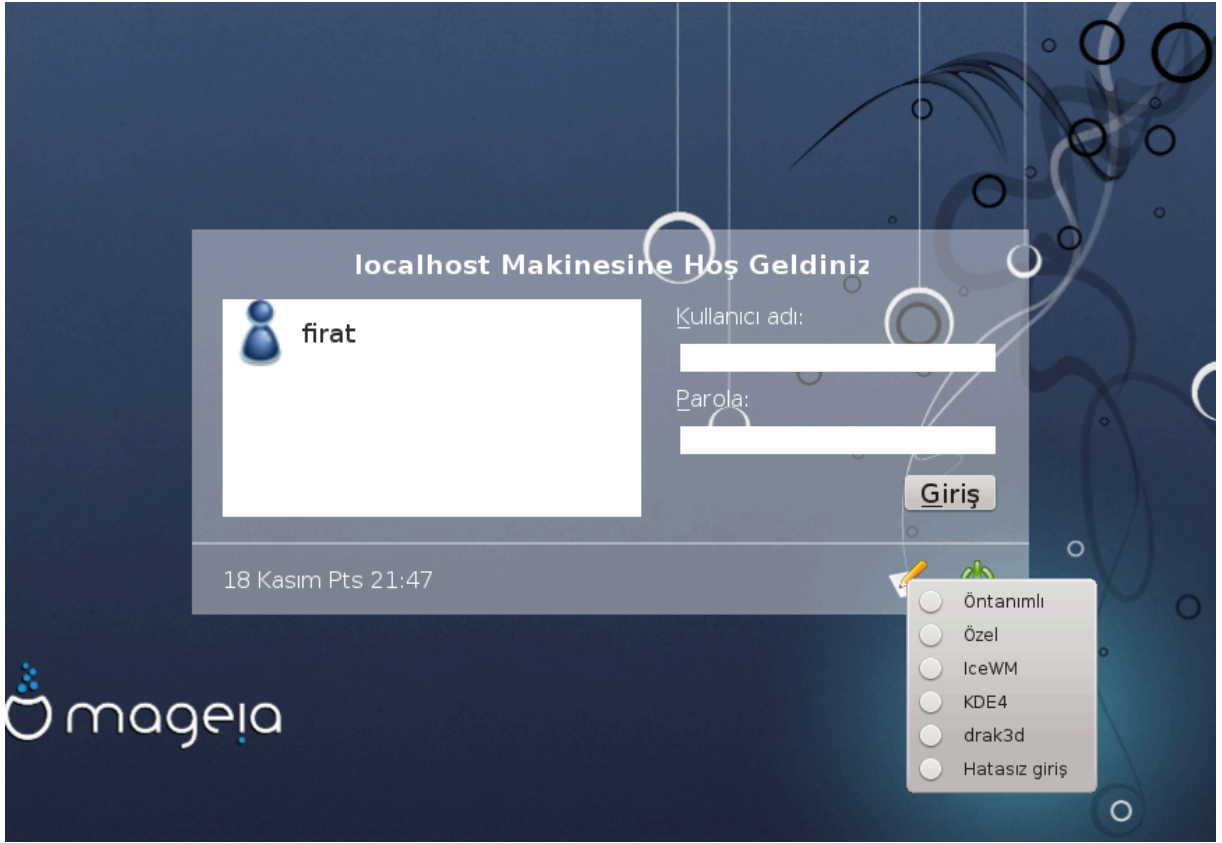 localhost Makinesine Hoş Geldiniz
firat
Kullanıcı adı:
Parola:
Giriş
18 Kasım Pts 21:47
Öntanımlı
Özel
IceWM
KDE4
drak3d
Hatasız giriş
mageia